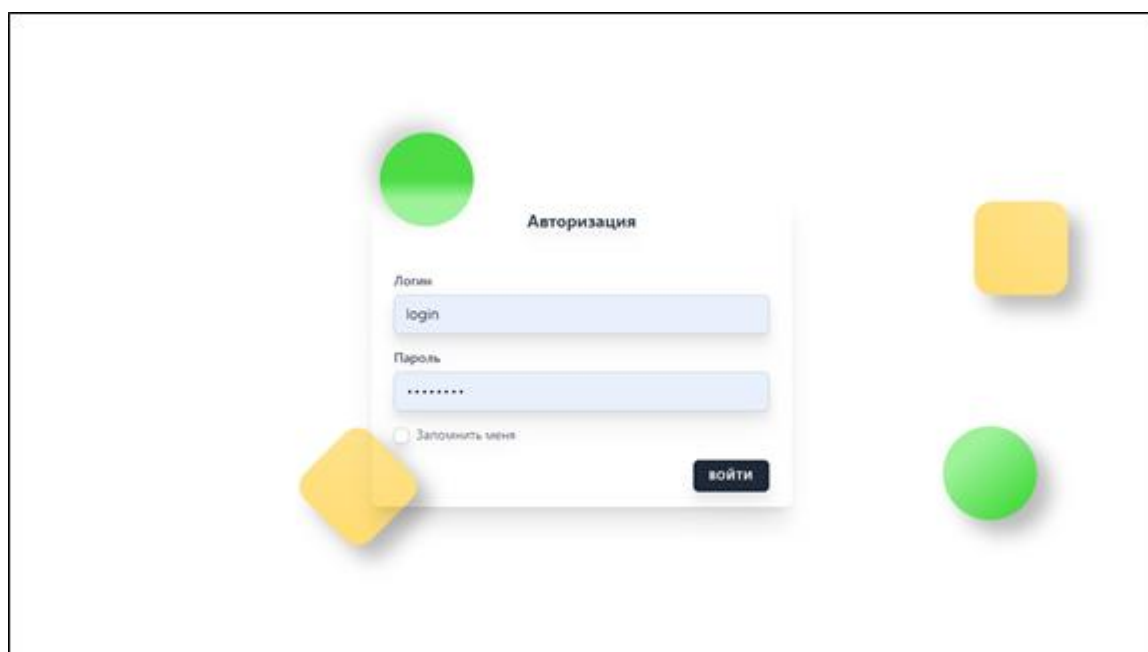 Авторизация
Логин
login
Пароль
••••••••
Запомнить меня
ВОЙТИ